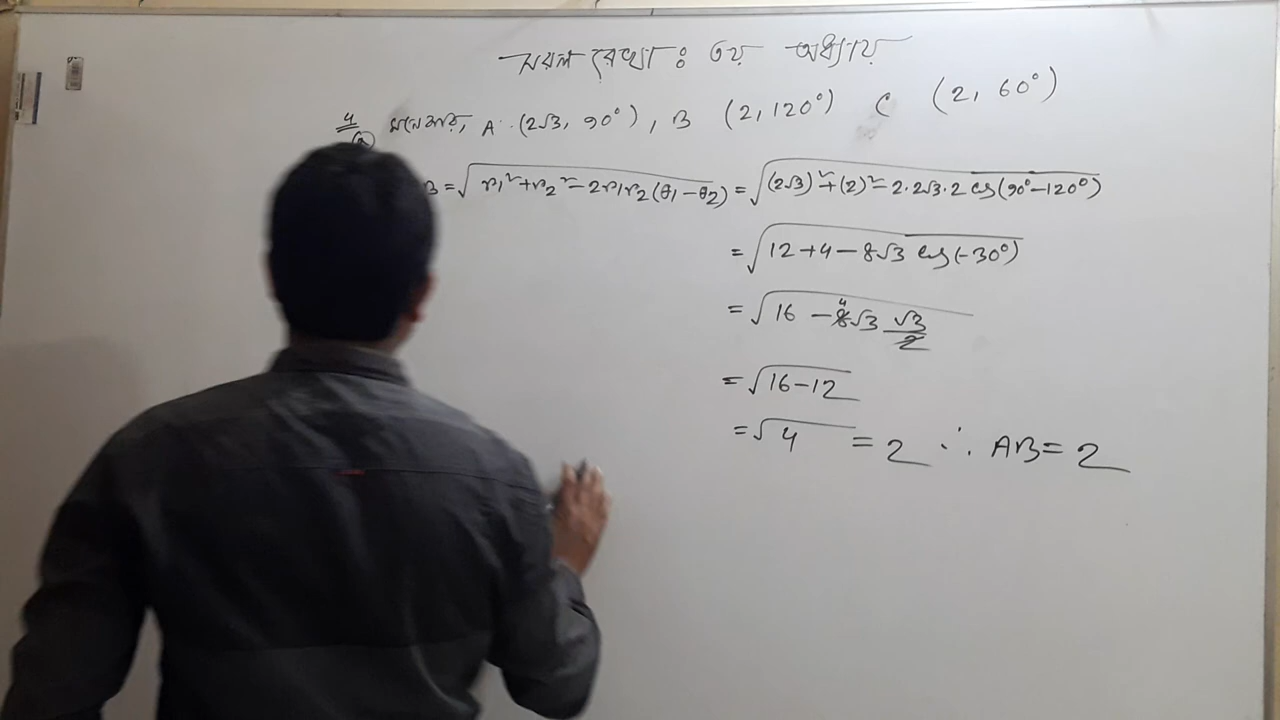 সরল রেখা : ৩য় অধ্যায়
4 মনেকরি, A (2√3, 90°), B (2, 120°) C (2, 60°)
(a)
B = √(r₁² + r₂² − 2r₁r₂ (θ₁ − θ₂)) = √((2√3)² + (2)² − 2·2√3·2 cos(90° − 120°))
= √(12 + 4 − 8√3 cos(−30°))
= √(16 − 8√3 √3/2) 4
= √(16 − 12)
= √4 = 2 ∴ AB = 2